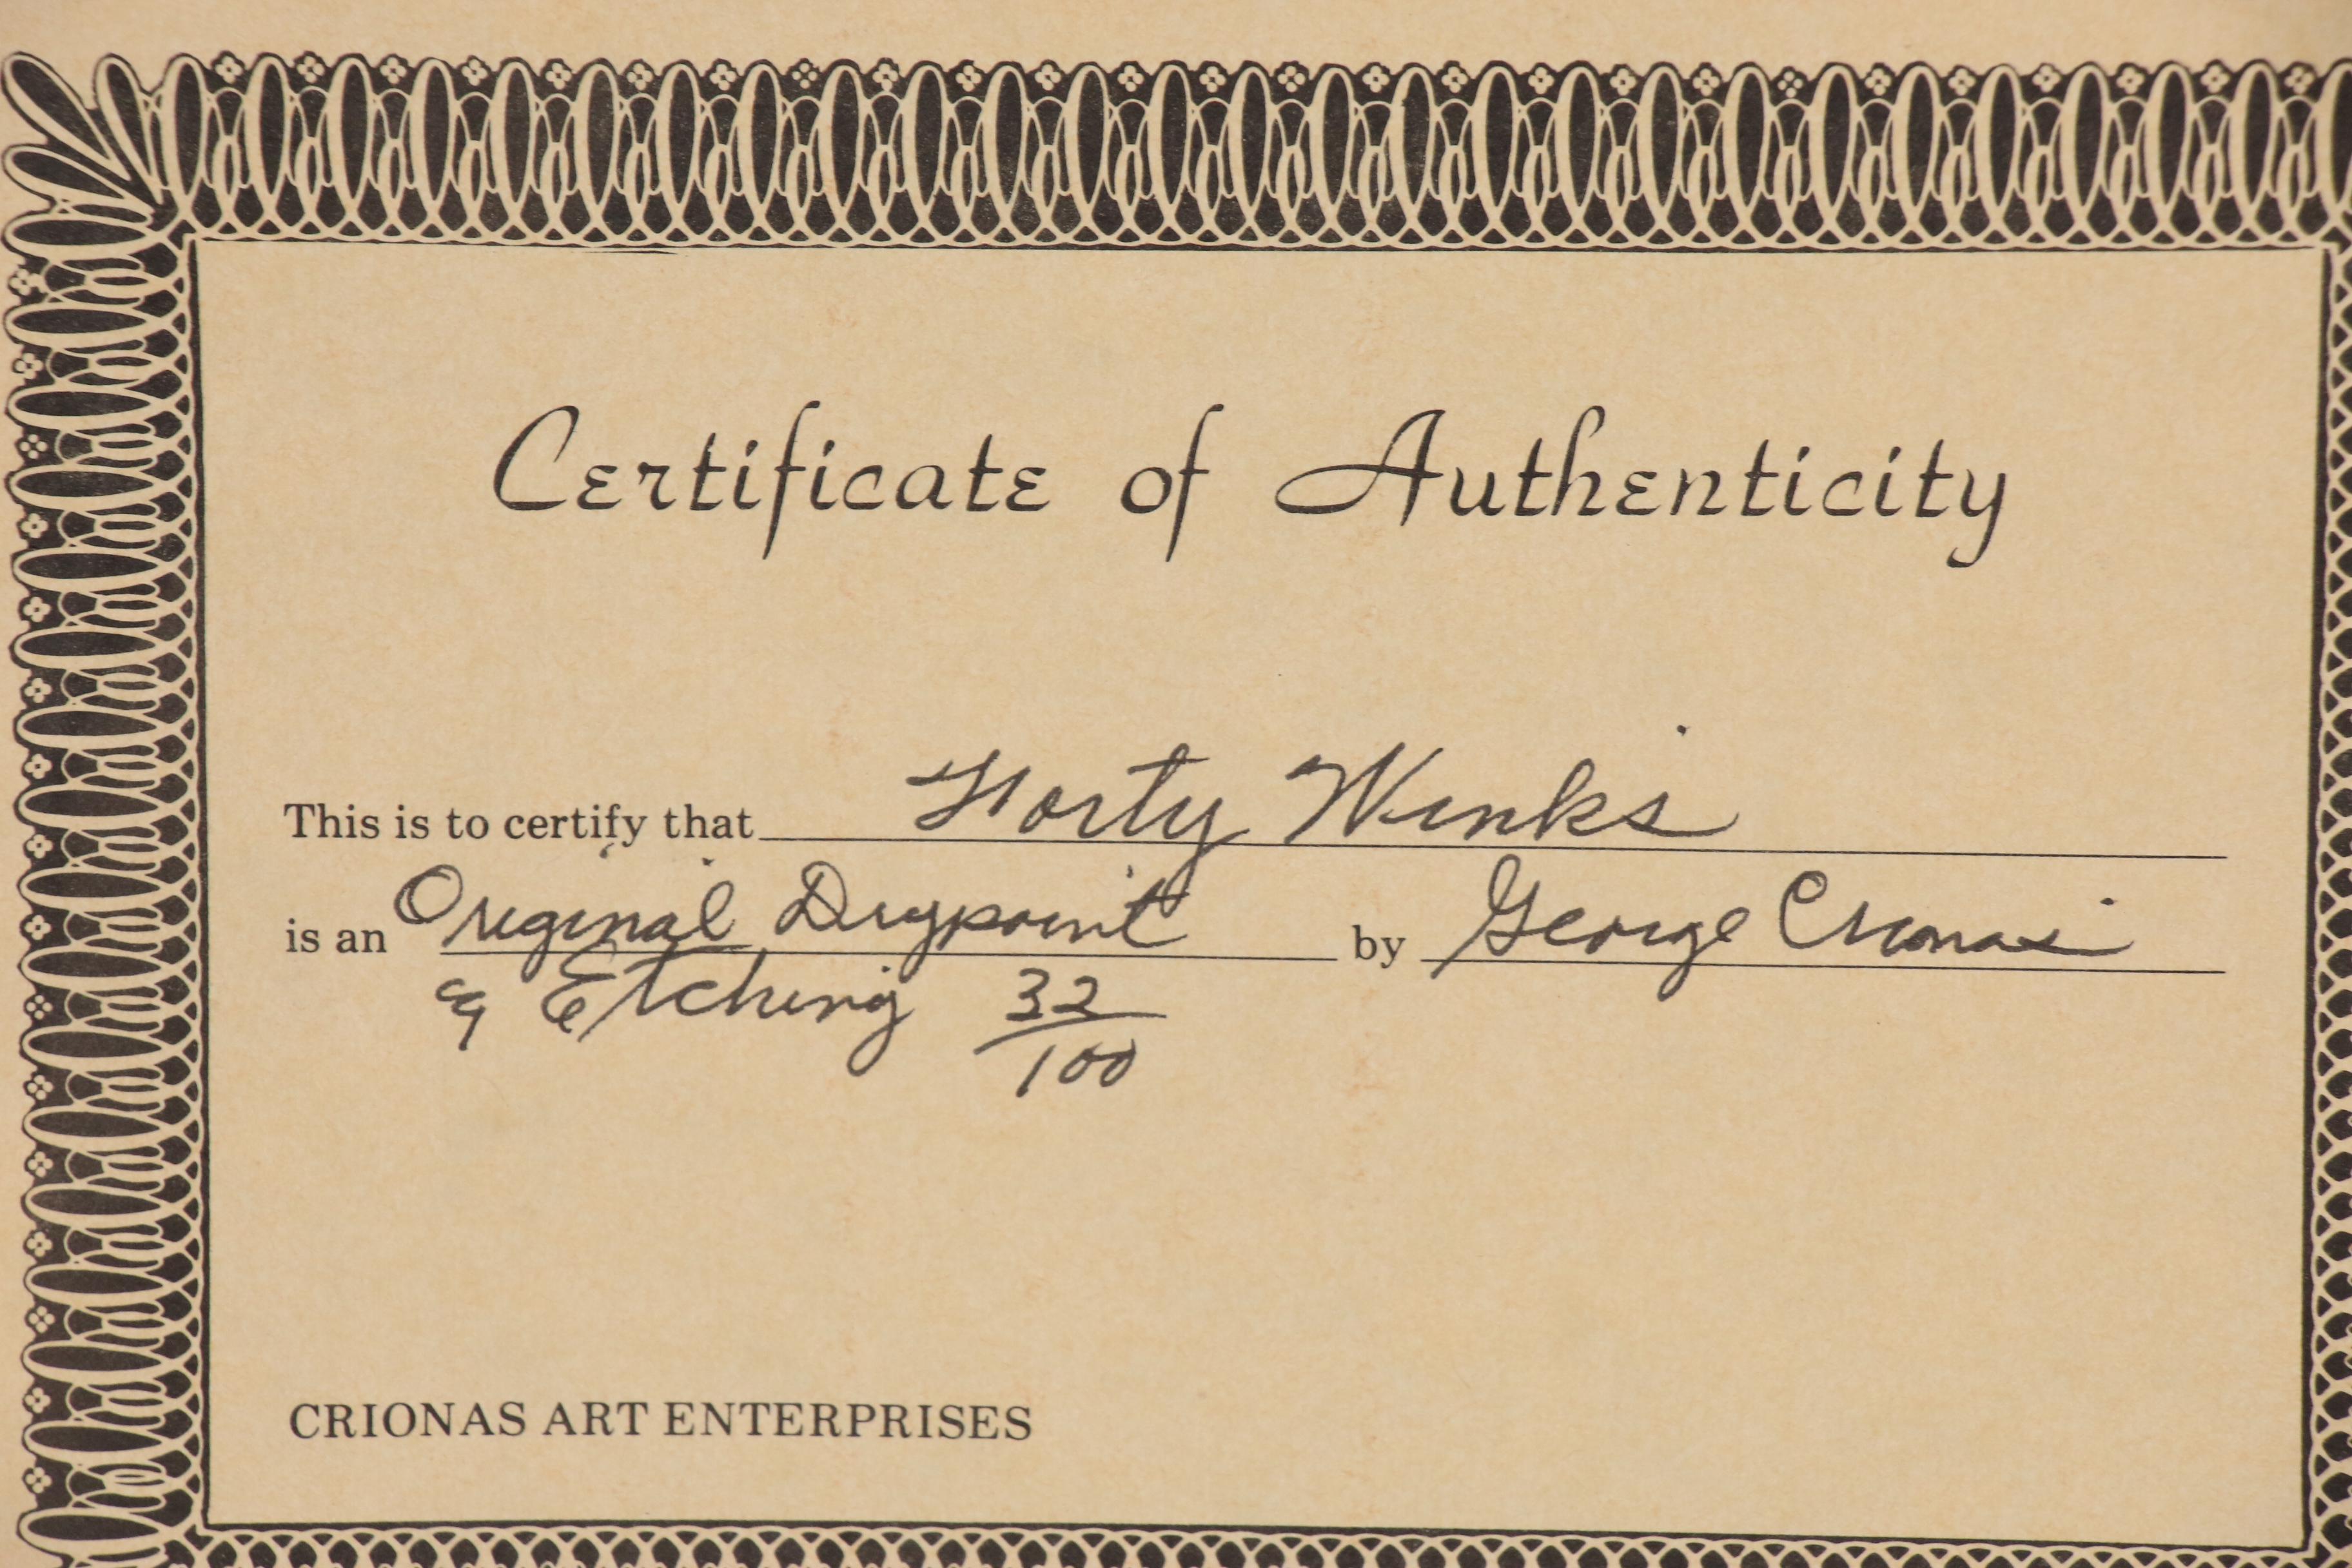 Certificate of Authenticity
This is to certify that Forty Winks
is an Original Drypoint by George Crionas
& Etching 32/100
CRIONAS ART ENTERPRISES